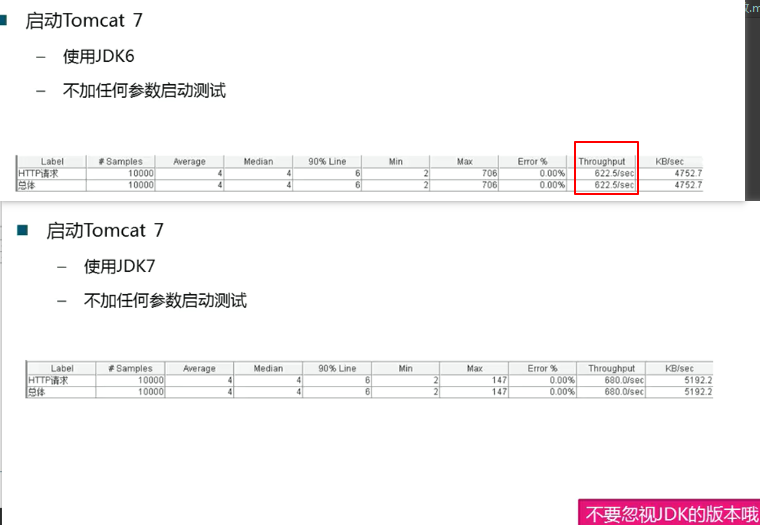 效.m
启动Tomcat 7
– 使用JDK6
– 不加任何参数启动测试
Label # Samples Average Median 90% Line Min Max Error % Throughput KB/sec
HTTP请求 10000 4 4 6 2 706 0.00% 622.5/sec 4752.7
总体 10000 4 4 6 2 706 0.00% 622.5/sec 4752.7
启动Tomcat 7
– 使用JDK7
– 不加任何参数启动测试
Label # Samples Average Median 90% Line Min Max Error % Throughput KB/sec
HTTP请求 10000 4 4 6 2 147 0.00% 680.0/sec 5192.2
总体 10000 4 4 6 2 147 0.00% 680.0/sec 5192.2
不要忽视JDK的版本哦